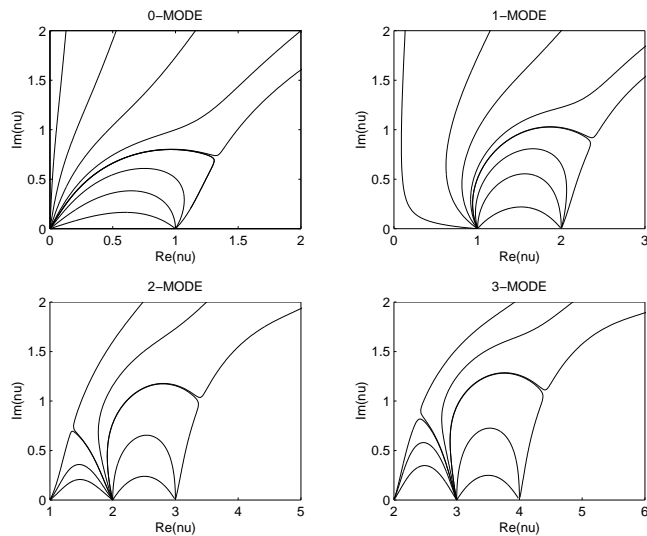 0−MODE
1−MODE
2
1.5
1
0.5
0
Im(nu)
0 0.5 1 1.5 2
Re(nu)
2
1.5
1
0.5
0
Im(nu)
0 1 2 3
Re(nu)
2−MODE
3−MODE
2
1.5
1
0.5
0
Im(nu)
1 2 3 4 5
Re(nu)
2
1.5
1
0.5
0
Im(nu)
2 3 4 5 6
Re(nu)